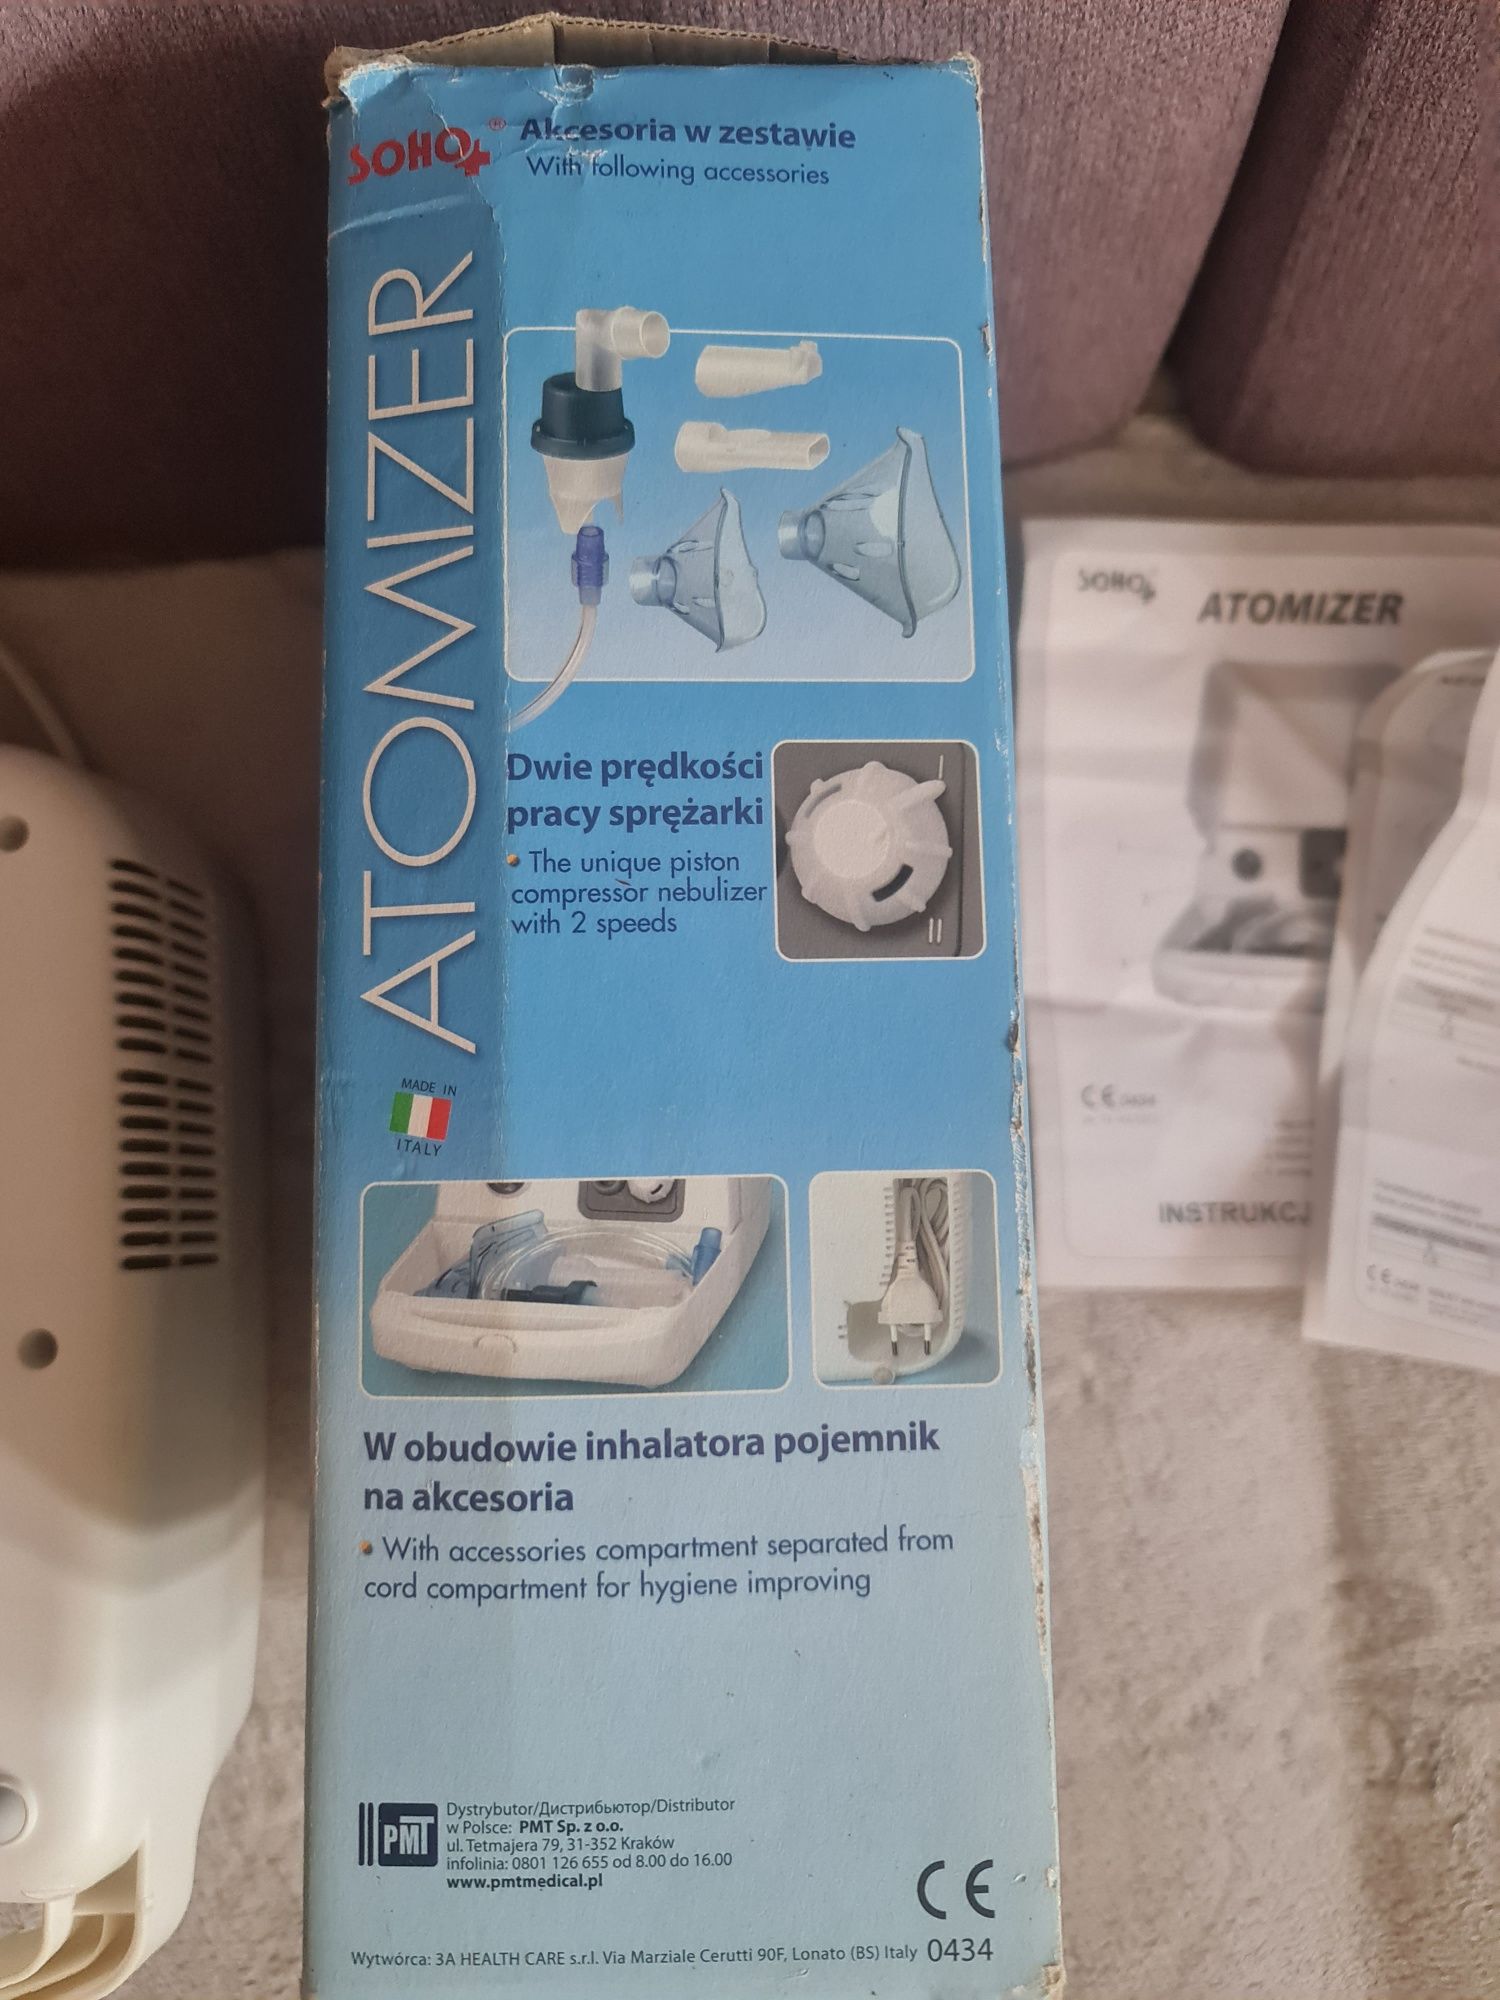 SOHO+®
Akcesoria w zestawie
With following accessories
ATOMIZER
Dwie prędkości
pracy sprężarki
• The unique piston
compressor nebulizer
with 2 speeds
I
II
MADE IN
ITALY
W obudowie inhalatora pojemnik
na akcesoria
• With accessories compartment separated from
cord compartment for hygiene improving
PMT
Dystrybutor/Дистрибьютор/Distributor
w Polsce: PMT Sp. z o.o.
ul. Tetmajera 79, 31-352 Kraków
infolinia: 0801 126 655 od 8.00 do 16.00
www.pmtmedical.pl
CE
Wytwórca: 3A HEALTH CARE s.r.l. Via Marziale Cerutti 90F, Lonato (BS) Italy 0434
SOHO+
ATOMIZER
CE 0434
INSTRUKCJ
CE 0434